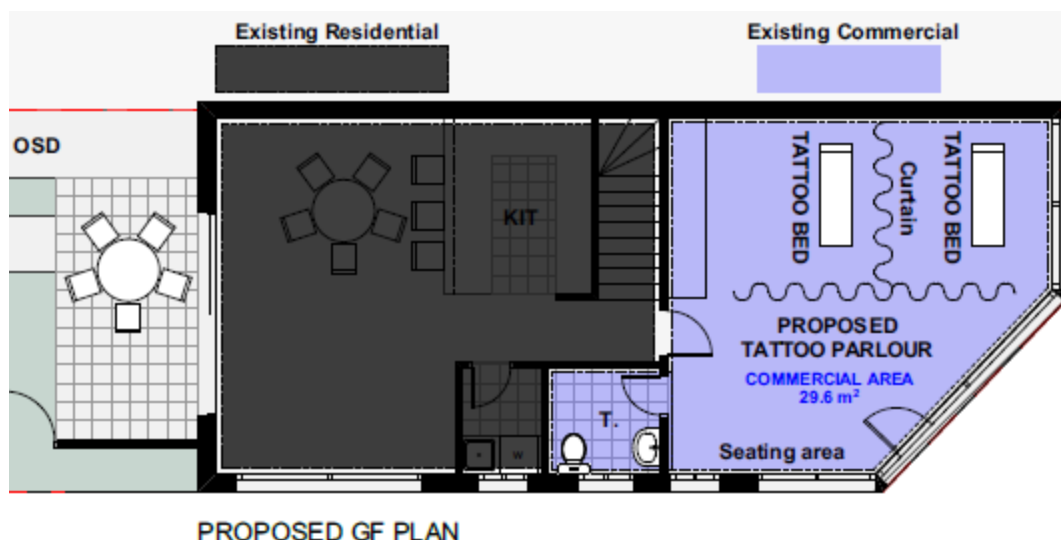 Existing Residential
Existing Commercial
OSD
KIT
TATTOO BED
Curtain
TATTOO BED
PROPOSED
TATTOO PARLOUR
COMMERCIAL AREA
29.6 m²
T.
W
Seating area
PROPOSED GF PLAN